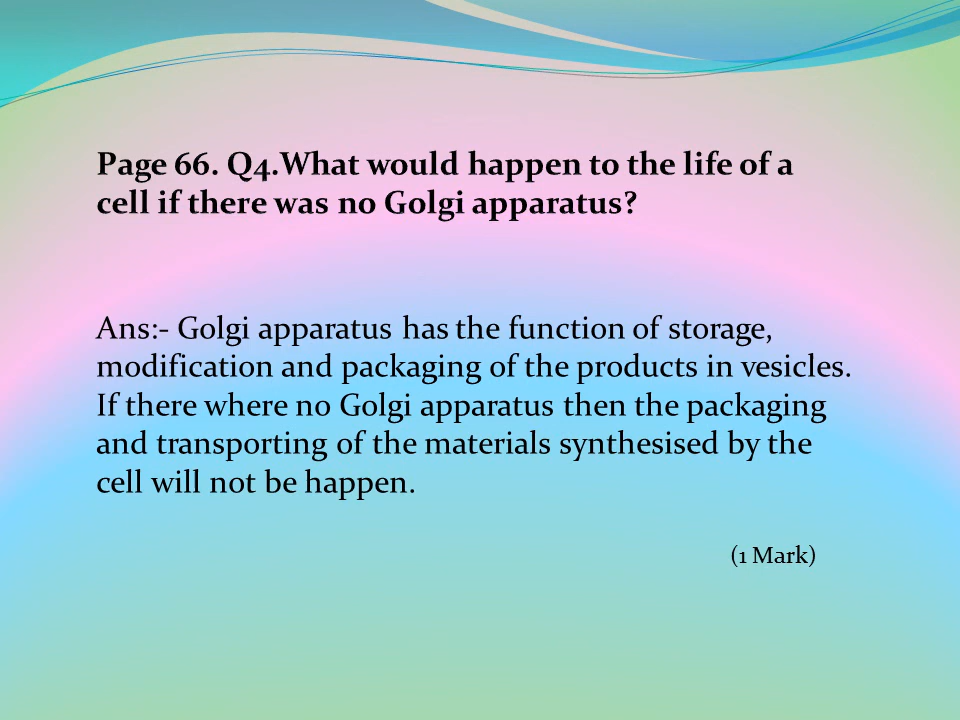 Page 66. Q4.What would happen to the life of a
cell if there was no Golgi apparatus?
Ans:- Golgi apparatus has the function of storage,
modification and packaging of the products in vesicles.
If there where no Golgi apparatus then the packaging
and transporting of the materials synthesised by the
cell will not be happen.
(1 Mark)